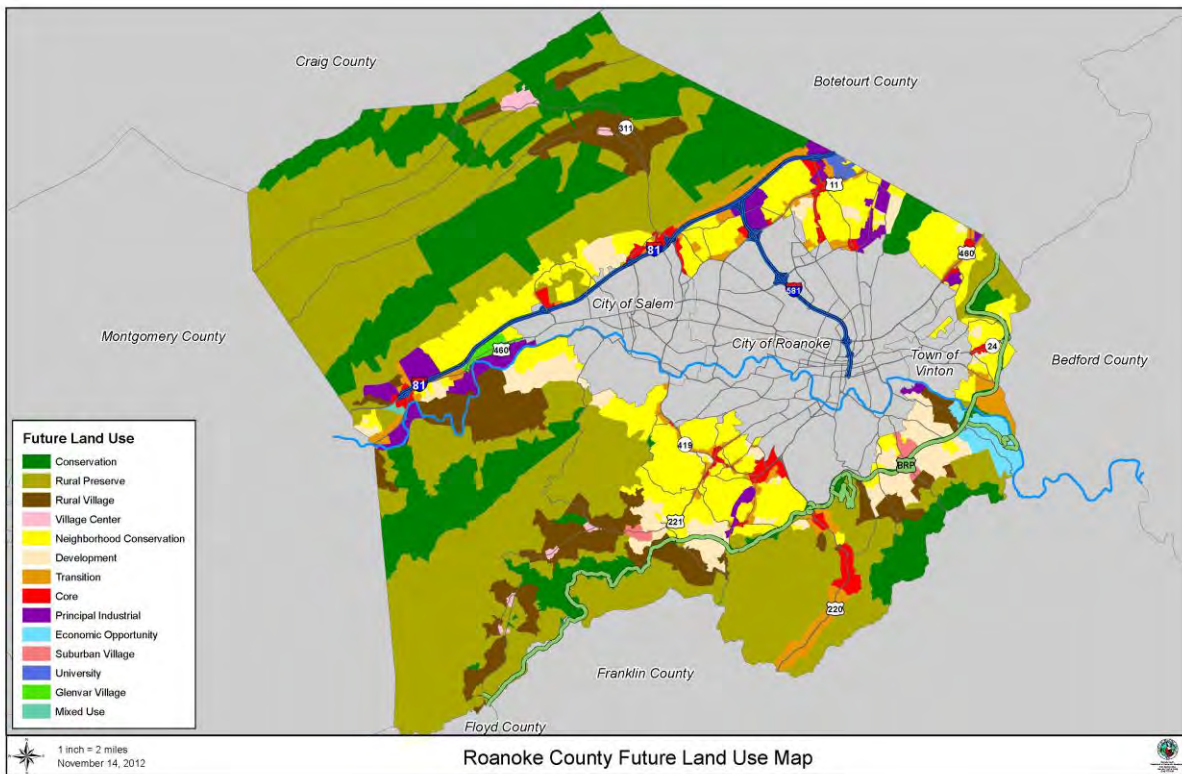 Craig County
Botetourt County
311
11
81
460
581
City of Salem
Montgomery County
460
City of Roanoke
24
Town of
Vinton
Bedford County
81
419
BRP
221
220
Franklin County
Floyd County
Future Land Use
Conservation
Rural Preserve
Rural Village
Village Center
Neighborhood Conservation
Development
Transition
Core
Principal Industrial
Economic Opportunity
Suburban Village
University
Glenvar Village
Mixed Use
1 inch = 2 miles
November 14, 2012
Roanoke County Future Land Use Map